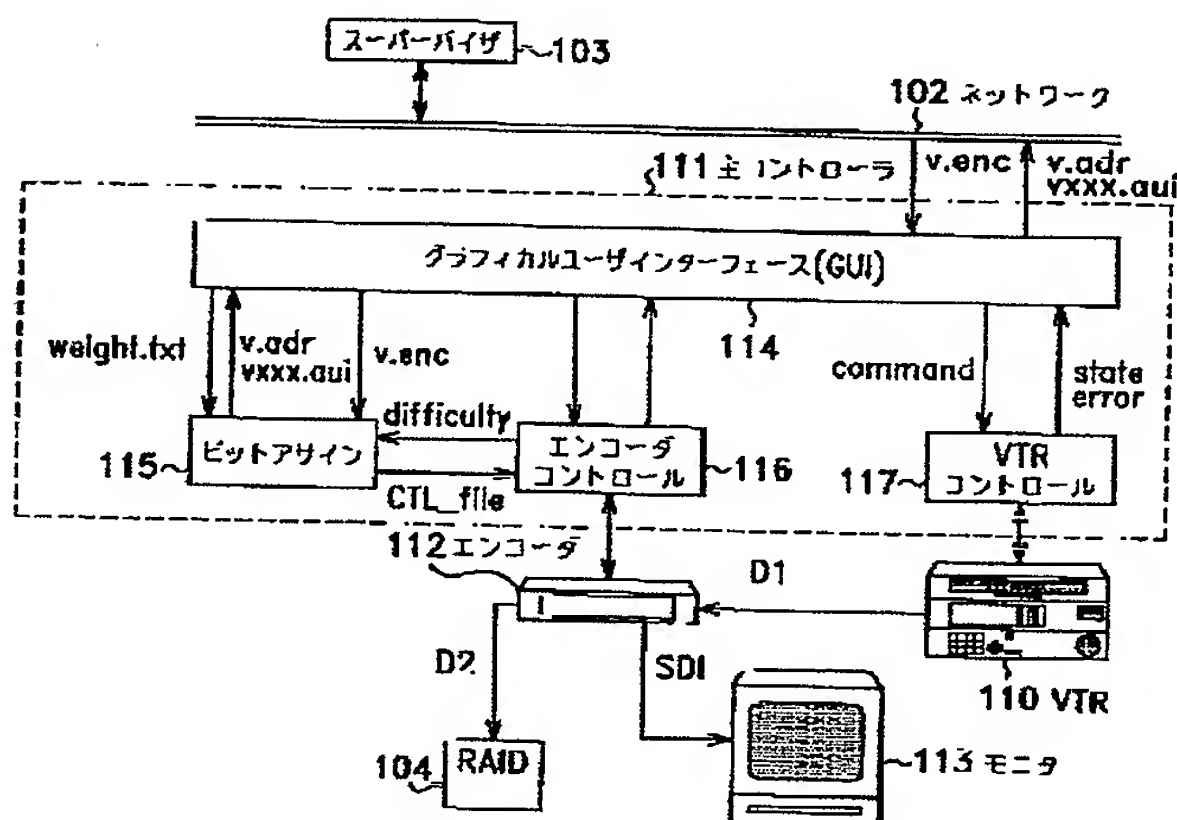 スーパーバイザ
103
102 ネットワーク
111 主コントローラ
v.enc
v.adr
vxxx.aui
グラフィカルユーザインターフェース(GUI)
114
weight.txt
v.adr
vxxx.aui
v.enc
command
state
error
difficulty
ビットアサイン
115
CTL_file
エンコーダ
コントロール
116
VTR
コントロール
117
112 エンコーダ
D1
D2
SDI
110 VTR
RAID
104
113 モニタ